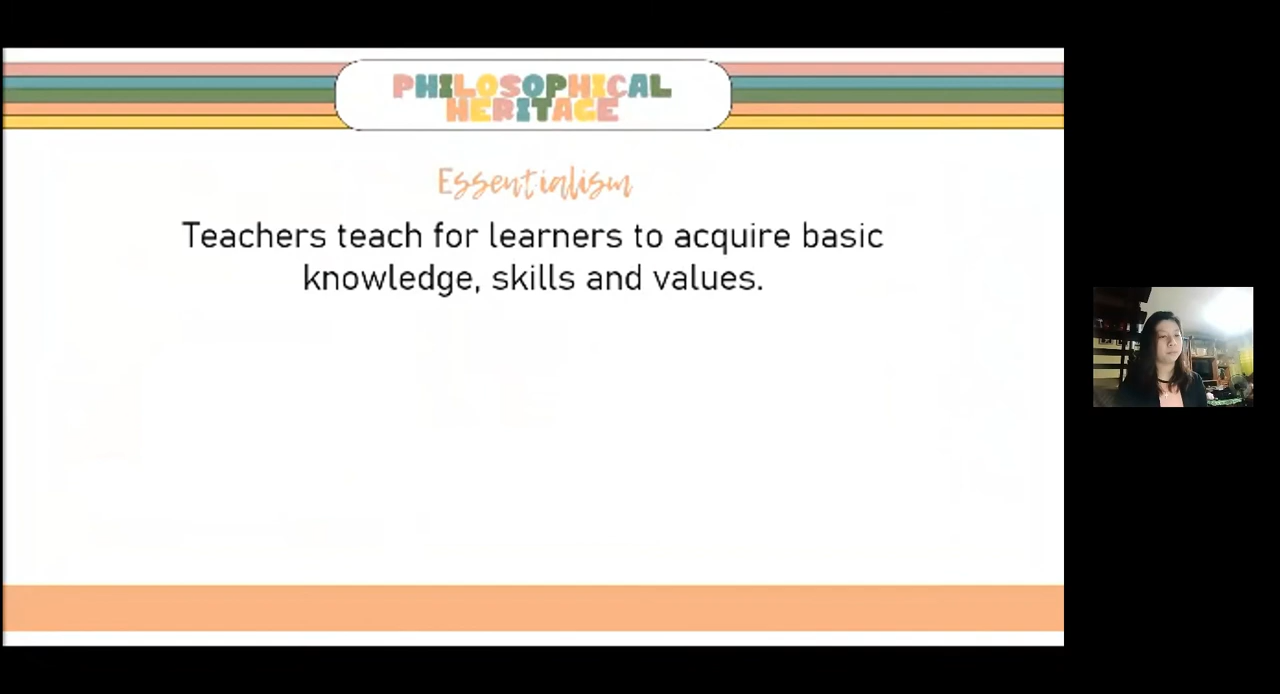 PHILOSOPHICAL
HERITAGE
Essentialism
Teachers teach for learners to acquire basic
knowledge, skills and values.